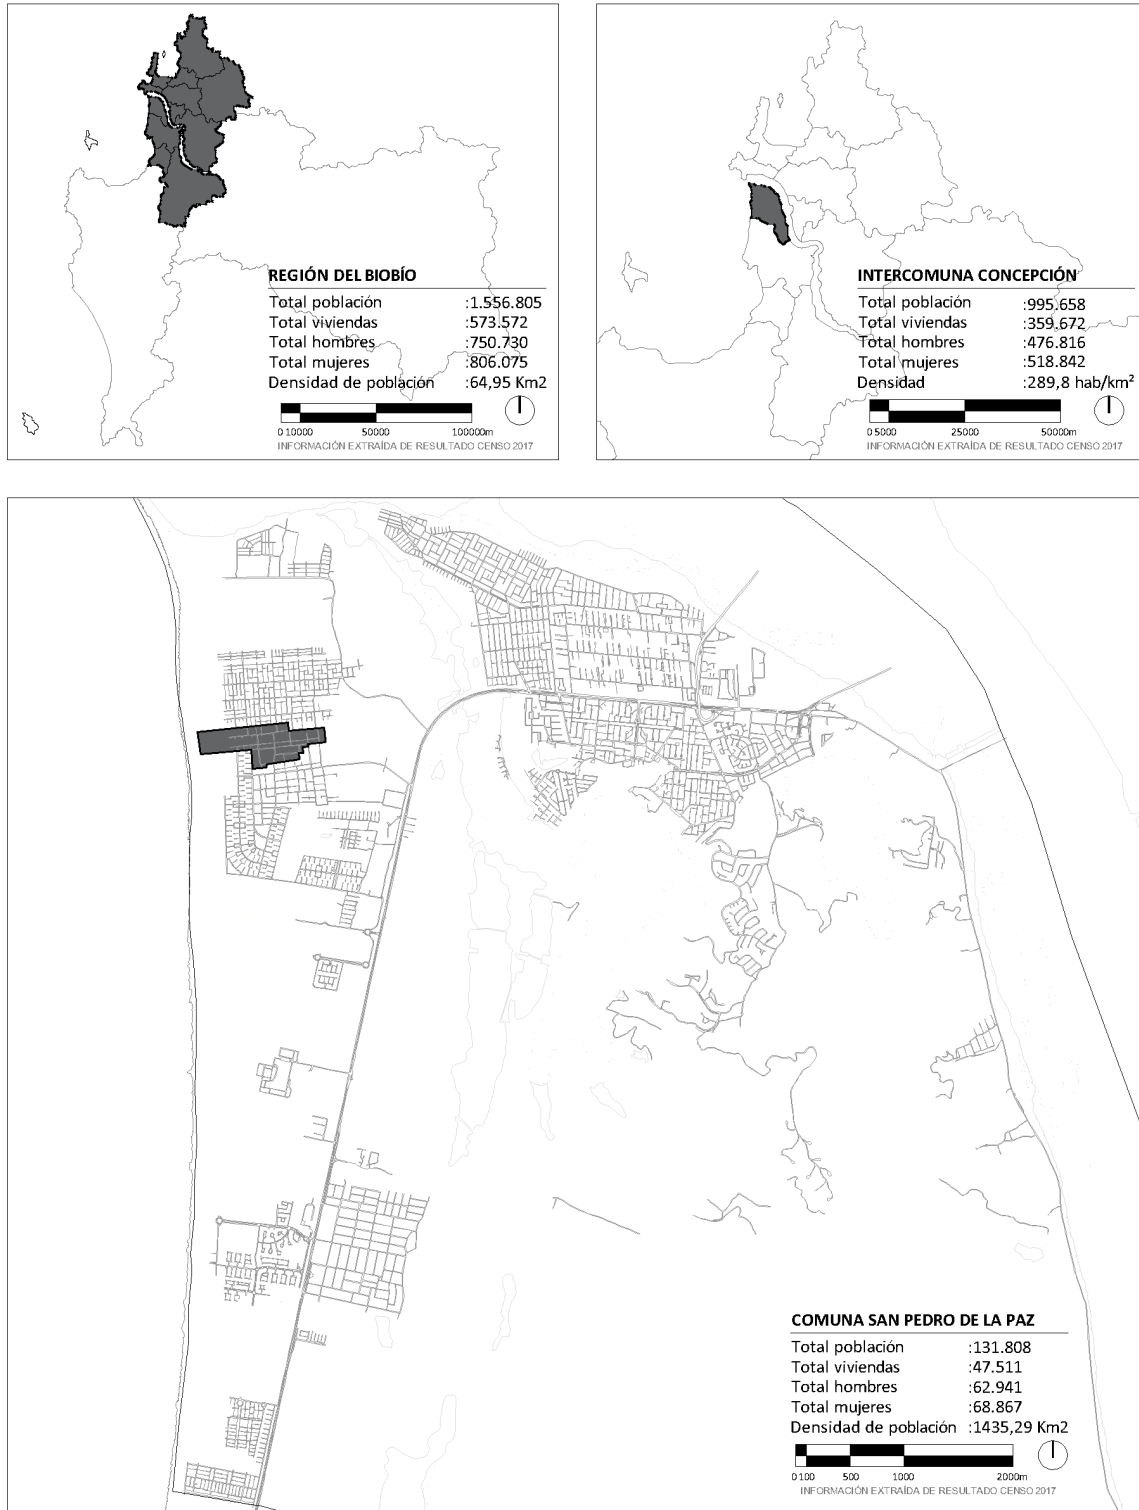 REGIÓN DEL BIOBÍO
Total población :1.556.805
Total viviendas :573.572
Total hombres :750.730
Total mujeres :806.075
Densidad de población :64,95 Km2
0 10000 50000 100000m
INFORMACIÓN EXTRAÍDA DE RESULTADO CENSO 2017
INTERCOMUNA CONCEPCIÓN
Total población :995.658
Total viviendas :359.672
Total hombres :476.816
Total mujeres :518.842
Densidad :289,8 hab/km²
0 5000 25000 50000m
INFORMACIÓN EXTRAÍDA DE RESULTADO CENSO 2017
COMUNA SAN PEDRO DE LA PAZ
Total población :131.808
Total viviendas :47.511
Total hombres :62.941
Total mujeres :68.867
Densidad de población :1435,29 Km2
0 100 500 1000 2000m
INFORMACIÓN EXTRAÍDA DE RESULTADO CENSO 2017